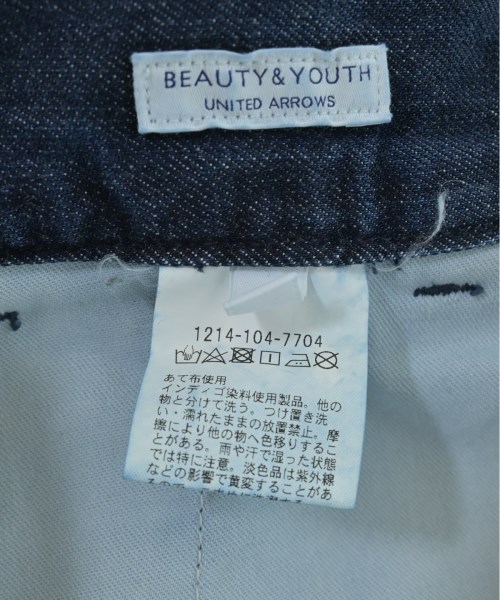 BEAUTY&YOUTH
UNITED ARROWS
1214-104-7704
あて布使用
インディゴ染料使用製品。他の
物と分けて洗う。つけ置き洗
い・濡れたままの放置禁止。摩
擦により他の物へ色移りするこ
とがある。雨や汗で湿った状態
では特に注意。淡色品は紫外線
などの影響で黄変することがあ